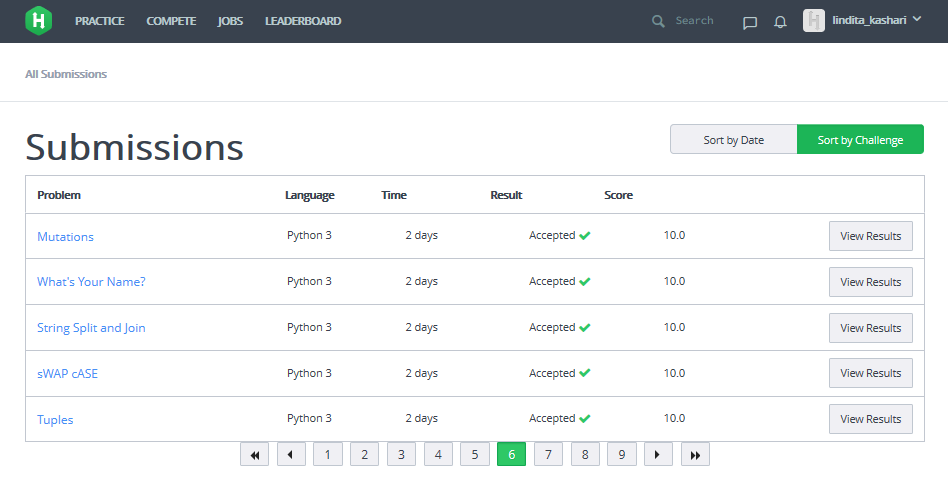 H PRACTICE COMPETE JOBS LEADERBOARD Search lindita_kashari
All Submissions
Submissions Sort by Date Sort by Challenge
Problem Language Time Result Score
Mutations Python 3 2 days Accepted 10.0 View Results
What's Your Name? Python 3 2 days Accepted 10.0 View Results
String Split and Join Python 3 2 days Accepted 10.0 View Results
sWAP cASE Python 3 2 days Accepted 10.0 View Results
Tuples Python 3 2 days Accepted 10.0 View Results
1 2 3 4 5 6 7 8 9